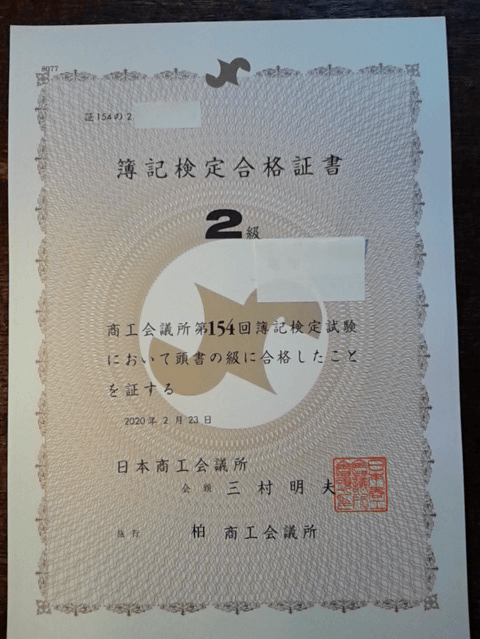 8077
証154の2
簿記検定合格証書
2級
商工会議所第154回簿記検定試験
において頭書の級に合格したこと
を証する
2020年2月23日
日本商工会議所
会頭 三村明夫
施行 柏 商工会議所